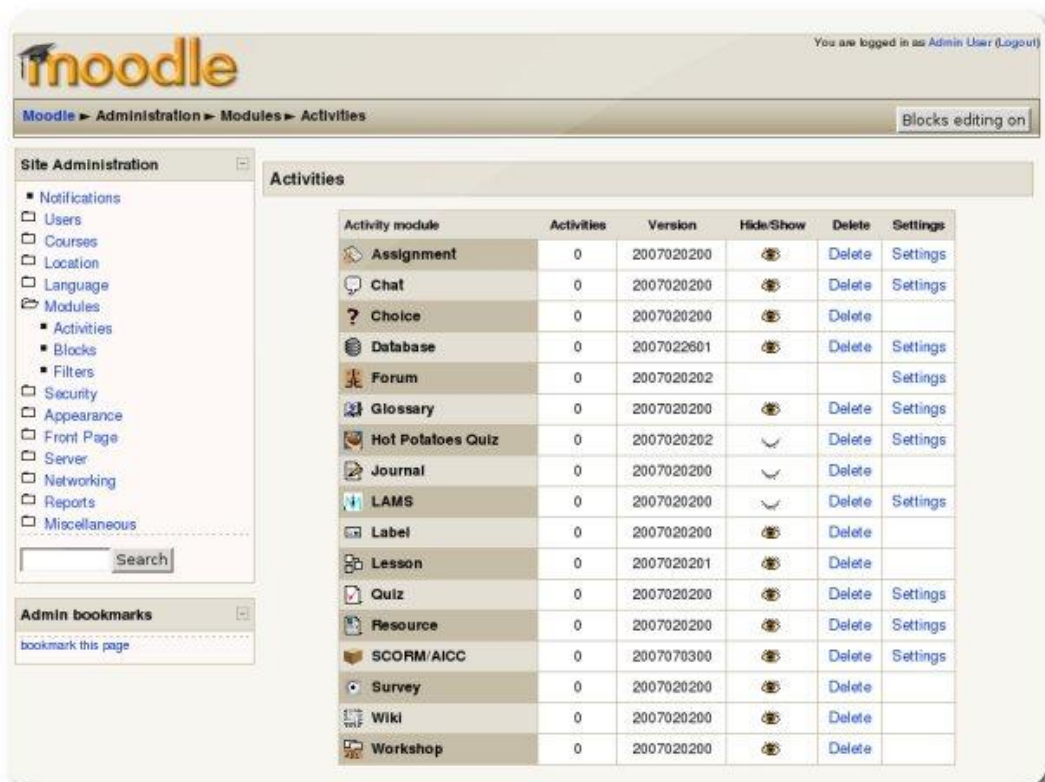 moodle
You are logged in as Admin User (Logout)
Moodle ► Administration ► Modules ► Activities
Blocks editing on
Site Administration
Notifications
Users
Courses
Location
Language
Modules
Activities
Blocks
Filters
Security
Appearance
Front Page
Server
Networking
Reports
Miscellaneous
Search
Admin bookmarks
bookmark this page
Activities
Activity module Activities Version Hide/Show Delete Settings
Assignment 0 2007020200 Delete Settings
Chat 0 2007020200 Delete Settings
Choice 0 2007020200 Delete
Database 0 2007022601 Delete Settings
Forum 0 2007020202 Settings
Glossary 0 2007020200 Delete Settings
Hot Potatoes Quiz 0 2007020202 Delete Settings
Journal 0 2007020200 Delete
LAMS 0 2007020200 Delete Settings
Label 0 2007020200 Delete
Lesson 0 2007020201 Delete
Quiz 0 2007020200 Delete Settings
Resource 0 2007020200 Delete Settings
SCORM/AICC 0 2007070300 Delete Settings
Survey 0 2007020200 Delete
Wiki 0 2007020200 Delete
Workshop 0 2007020200 Delete